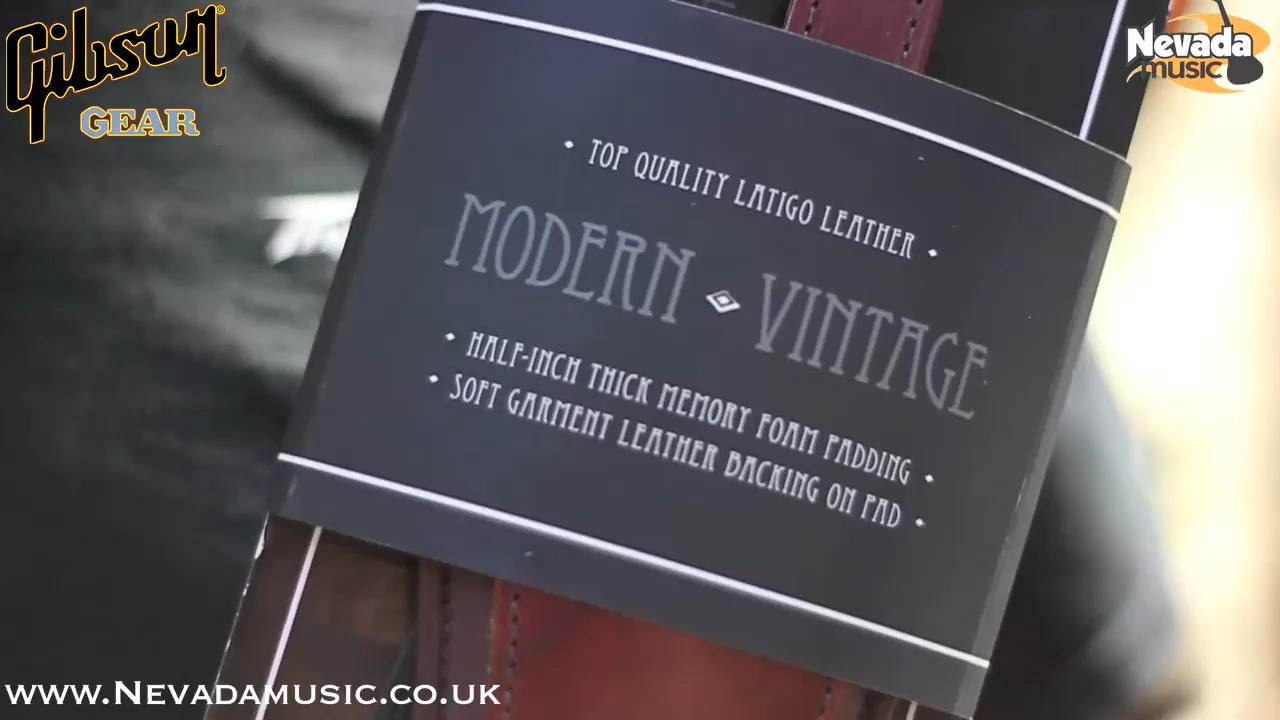 Gibson
GEAR
Nevada
music
TOP QUALITY LATIGO LEATHER
MODERN VINTAGE
HALF-INCH THICK MEMORY FOAM PADDING
SOFT GARMENT LEATHER BACKING ON PAD
www.Nevadamusic.co.uk